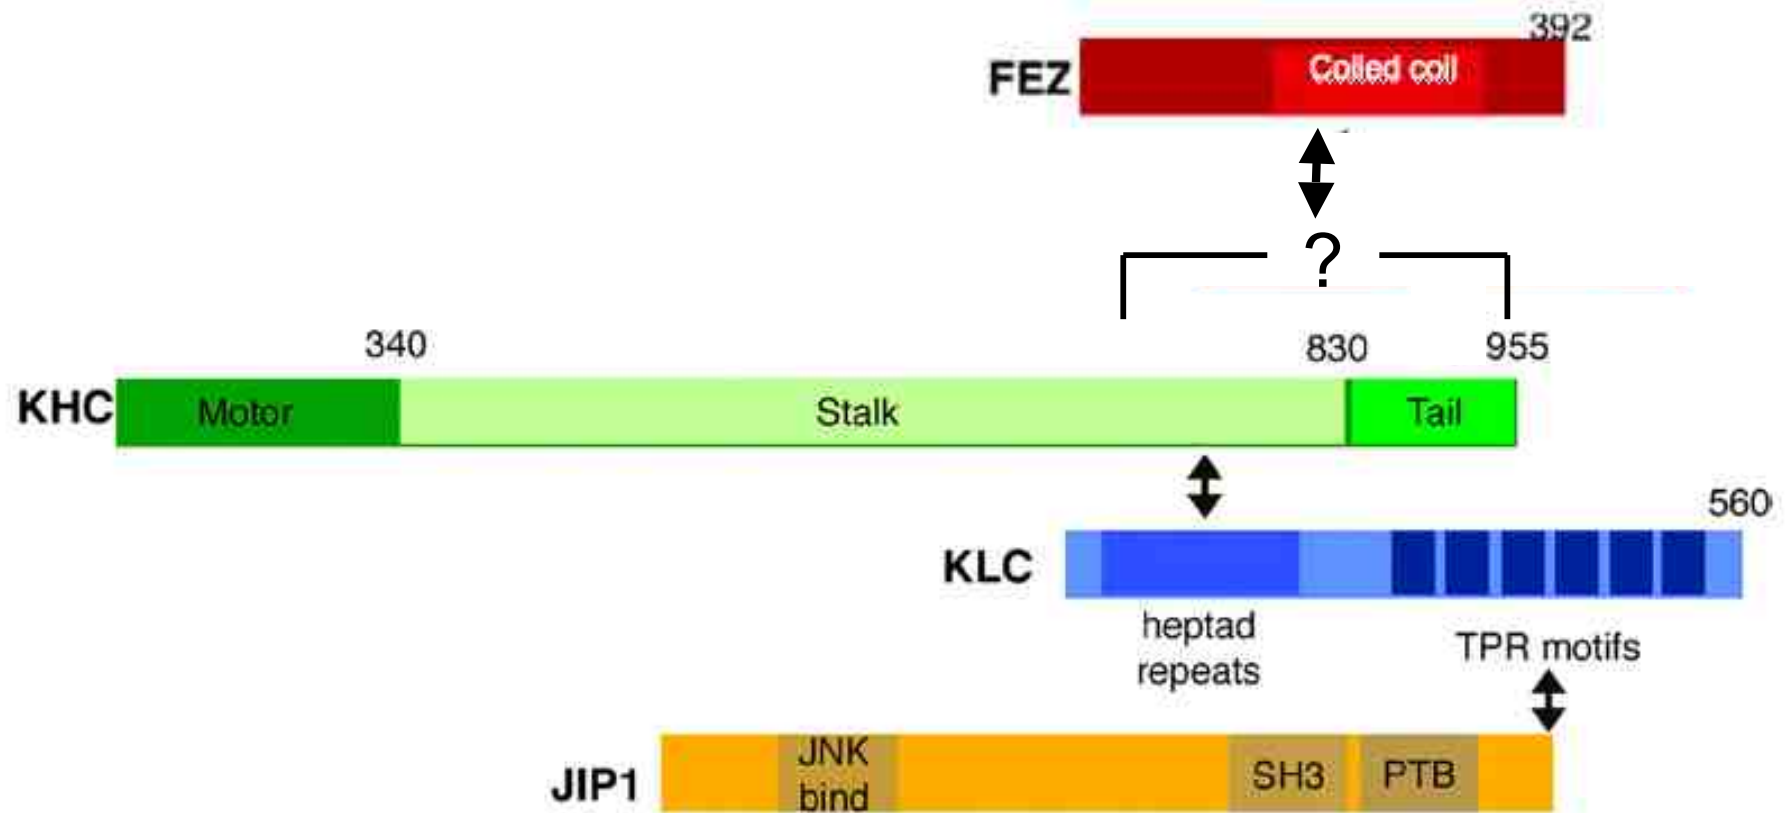 392
FEZ
Coiled coil
?
340
830
955
KHC
Motor
Stalk
Tail
560
KLC
heptad
repeats
TPR motifs
JIP1
JNK
bind
SH3
PTB